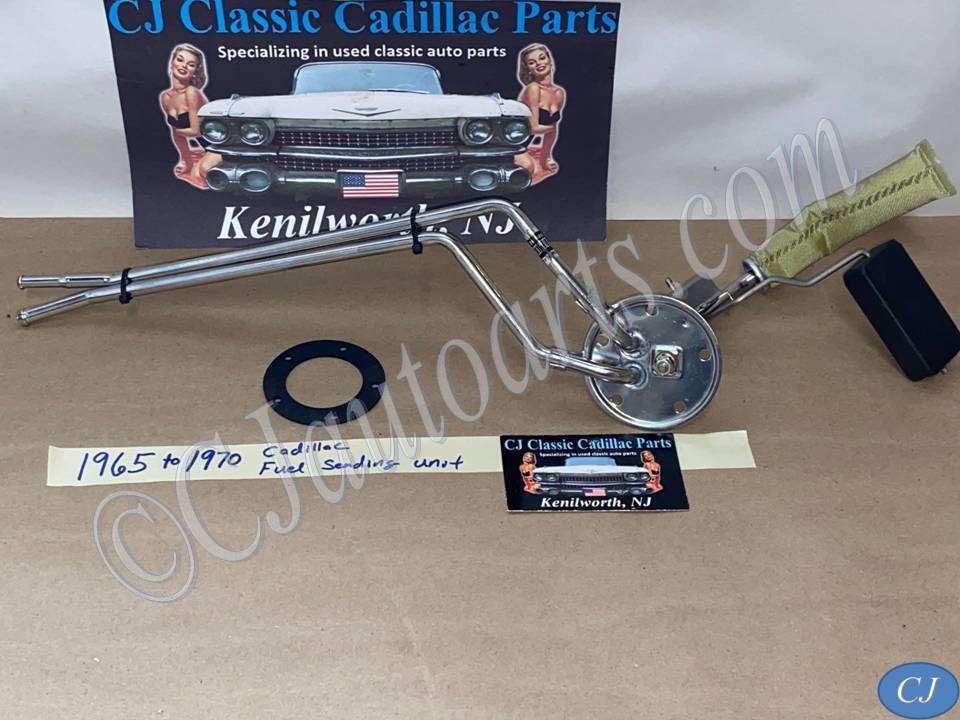 CJ Classic Cadillac Parts
Specializing in used classic auto parts
Kenilworth, NJ
©CJautoarts.com
1965 to 1970 Cadillac
Fuel Sending unit
CJ Classic Cadillac Parts
Specializing in used classic auto parts
Kenilworth, NJ
CJ